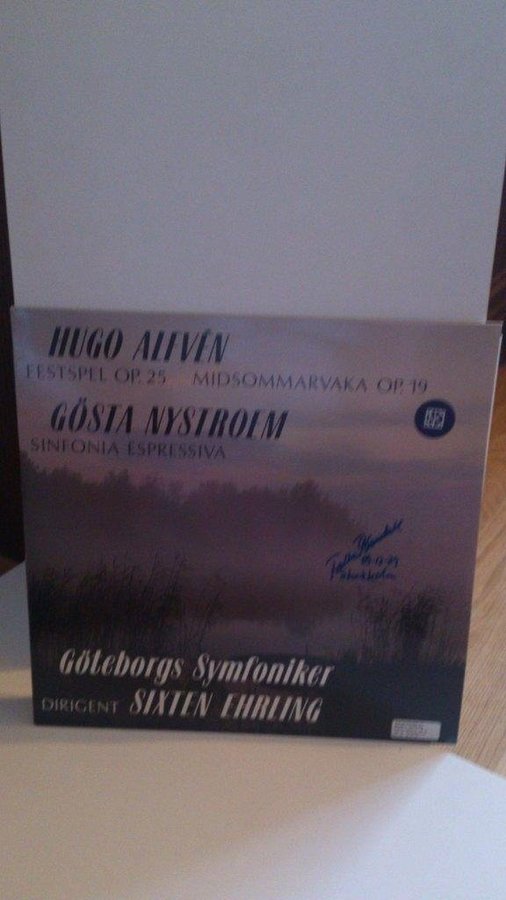 HUGO ALFVÉN
FESTSPEL OP. 25 MIDSOMMARVAKA OP. 19
GÖSTA NYSTROEM
SINFONIA ESPRESSIVA
Göteborgs Symfoniker
DIRIGENT SIXTEN EHRLING